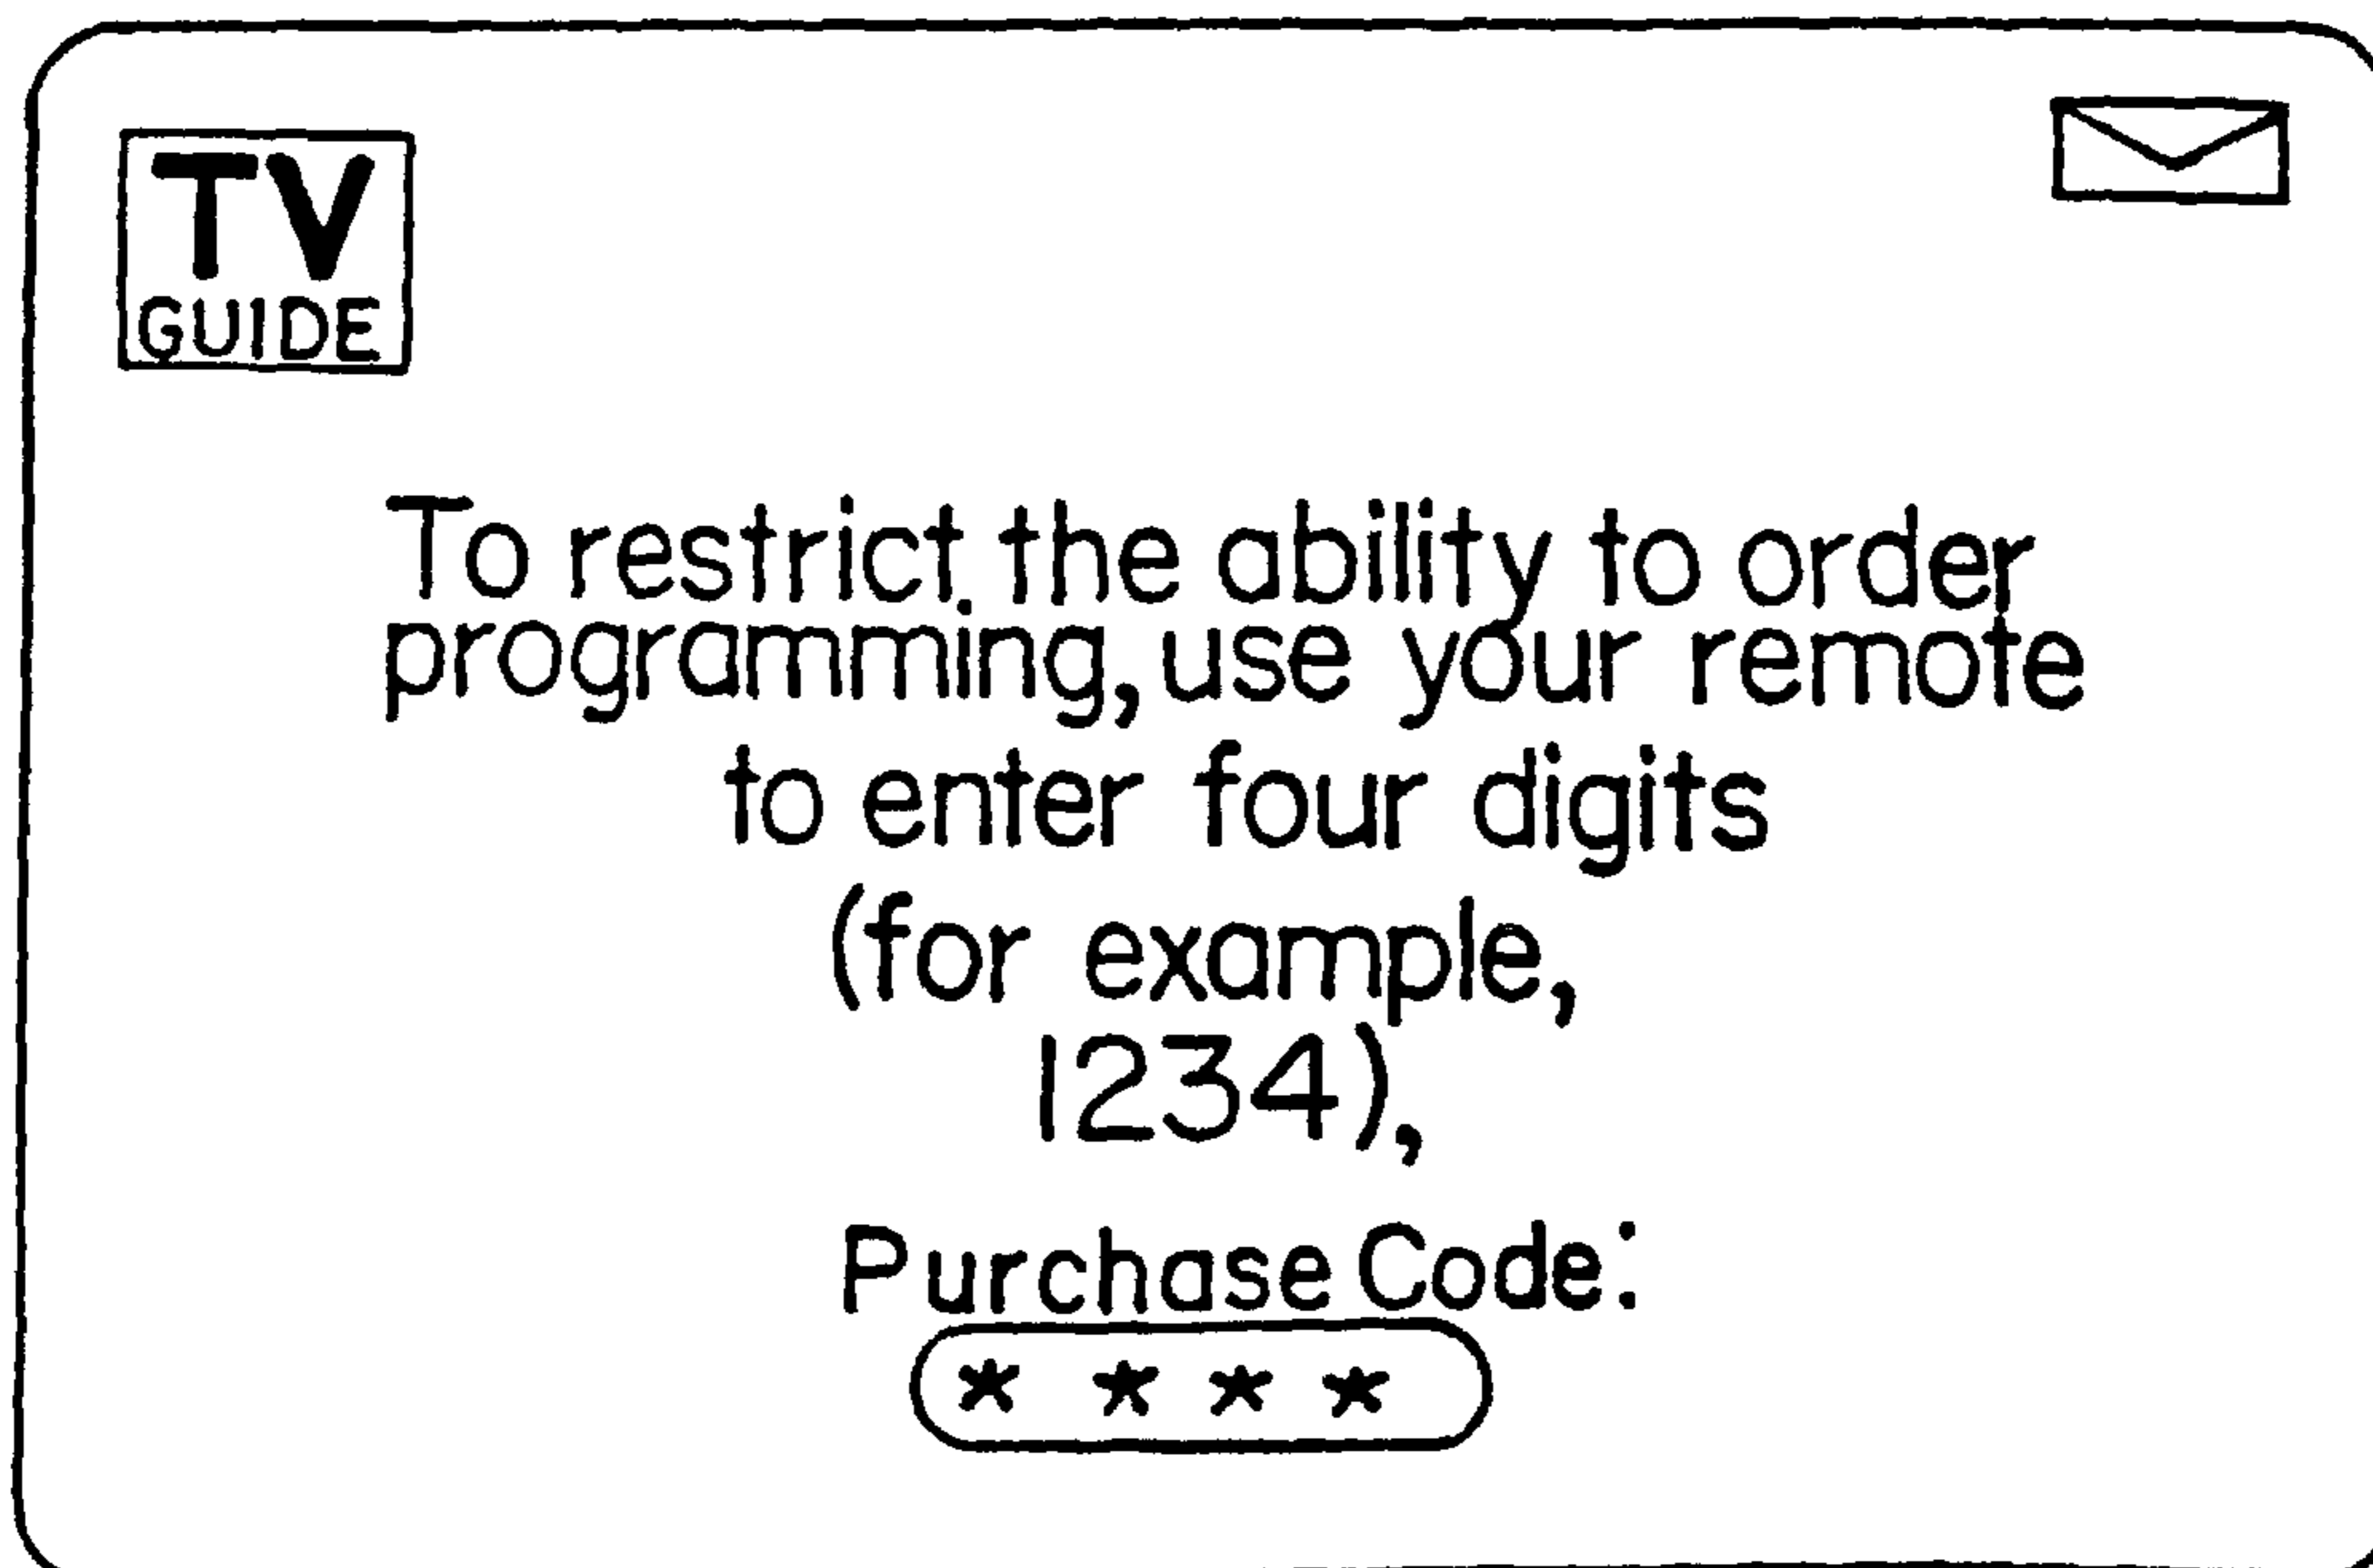 TV
GUIDE
To restrict the ability to order
programming, use your remote
to enter four digits
(for example,
1234),
Purchase Code:
* * * *